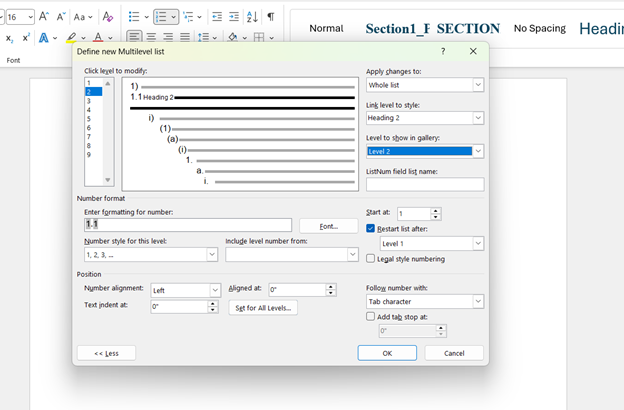 16
Aa
Font
Normal
Section1_F SECTION
No Spacing
Headin
Define new Multilevel list
?
Click level to modify:
1
2
3
4
5
6
7
8
9
1)
1.1 Heading 2
i)
(1)
(a)
(i)
1.
a.
i.
Apply changes to:
Whole list
Link level to style:
Heading 2
Level to show in gallery:
Level 2
ListNum field list name:
Number format
Enter formatting for number:
1.1
Font...
Number style for this level:
1, 2, 3, ...
Include level number from:
Start at:
1
Restart list after:
Level 1
Legal style numbering
Position
Number alignment:
Left
Aligned at:
0"
Text indent at:
0"
Set for All Levels...
Follow number with:
Tab character
Add tab stop at:
0"
<< Less
OK
Cancel